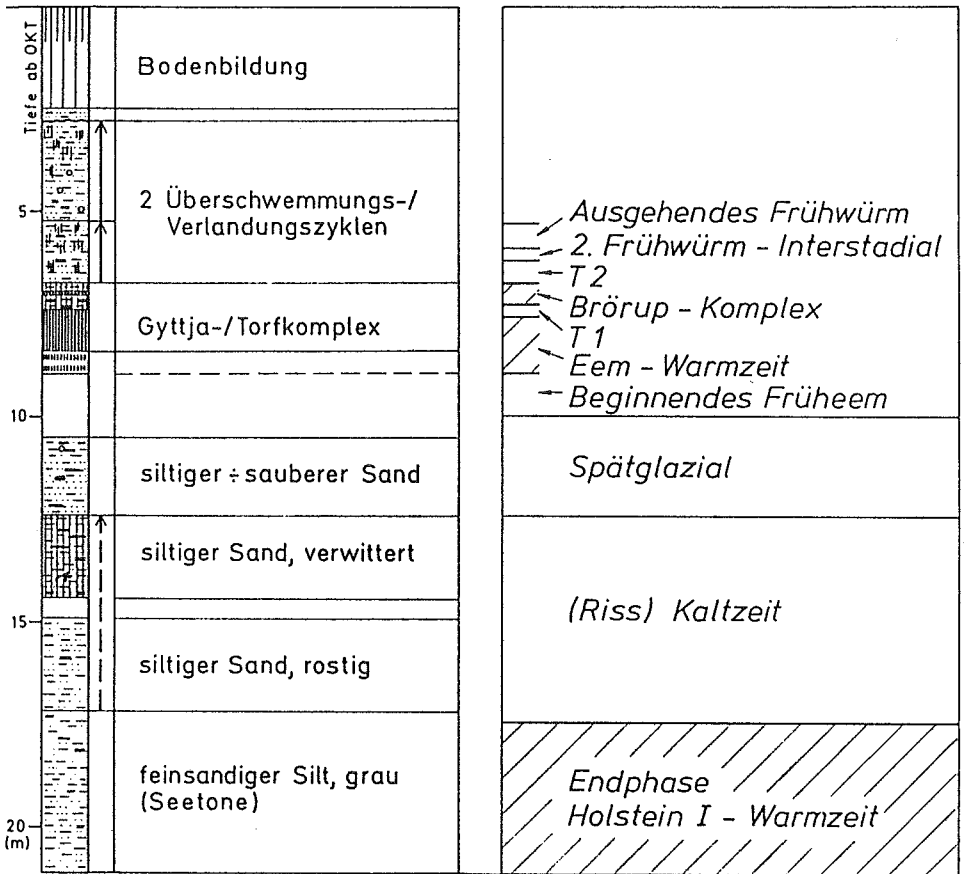 Tiefe ab OKT
5
10
15
20
(m)
Bodenbildung
2 Überschwemmungs-/
Verlandungszyklen
Gyttja-/Torfkomplex
siltiger ÷ sauberer Sand
siltiger Sand, verwittert
siltiger Sand, rostig
feinsandiger Silt, grau
(Seetone)
Ausgehendes Frühwürm
2. Frühwürm - Interstadial
T2
Brörup - Komplex
T1
Eem - Warmzeit
Beginnendes Früheem
Spätglazial
(Riss) Kaltzeit
Endphase
Holstein I - Warmzeit